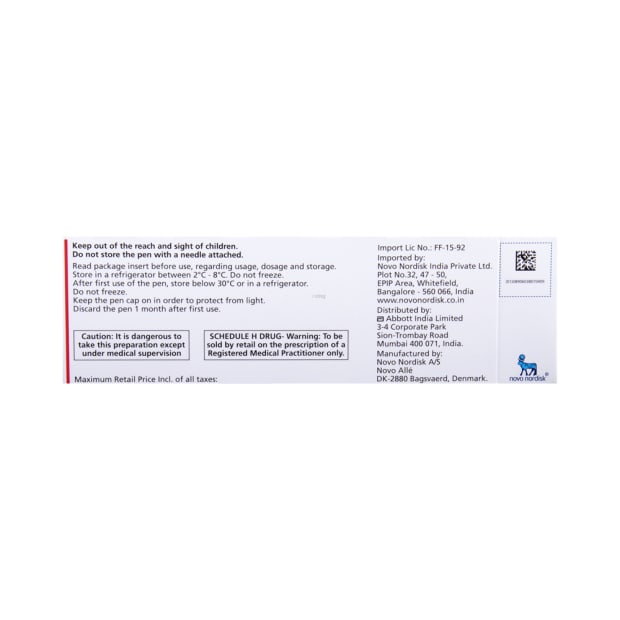 Keep out of the reach and sight of children.
Do not store the pen with a needle attached.
Read package insert before use, regarding usage, dosage and storage.
Store in a refrigerator between 2°C - 8°C. Do not freeze.
After first use of the pen, store below 30°C or in a refrigerator.
Do not freeze.
Keep the pen cap on in order to protect from light.
Discard the pen 1 month after first use.
Caution: It is dangerous to
take this preparation except
under medical supervision
SCHEDULE H DRUG- Warning: To be
sold by retail on the prescription of a
Registered Medical Practitioner only.
Maximum Retail Price Incl. of all taxes:
Import Lic No.: FF-15-92
Imported by:
Novo Nordisk India Private Ltd.
Plot No.32, 47 - 50,
EPIP Area, Whitefield,
Bangalore - 560 066, India
www.novonordisk.co.in
Distributed by:
Abbott India Limited
3-4 Corporate Park
Sion-Trombay Road
Mumbai 400 071, India.
Manufactured by:
Novo Nordisk A/S
Novo Allé
DK-2880 Bagsvaerd, Denmark.
novo nordisk®